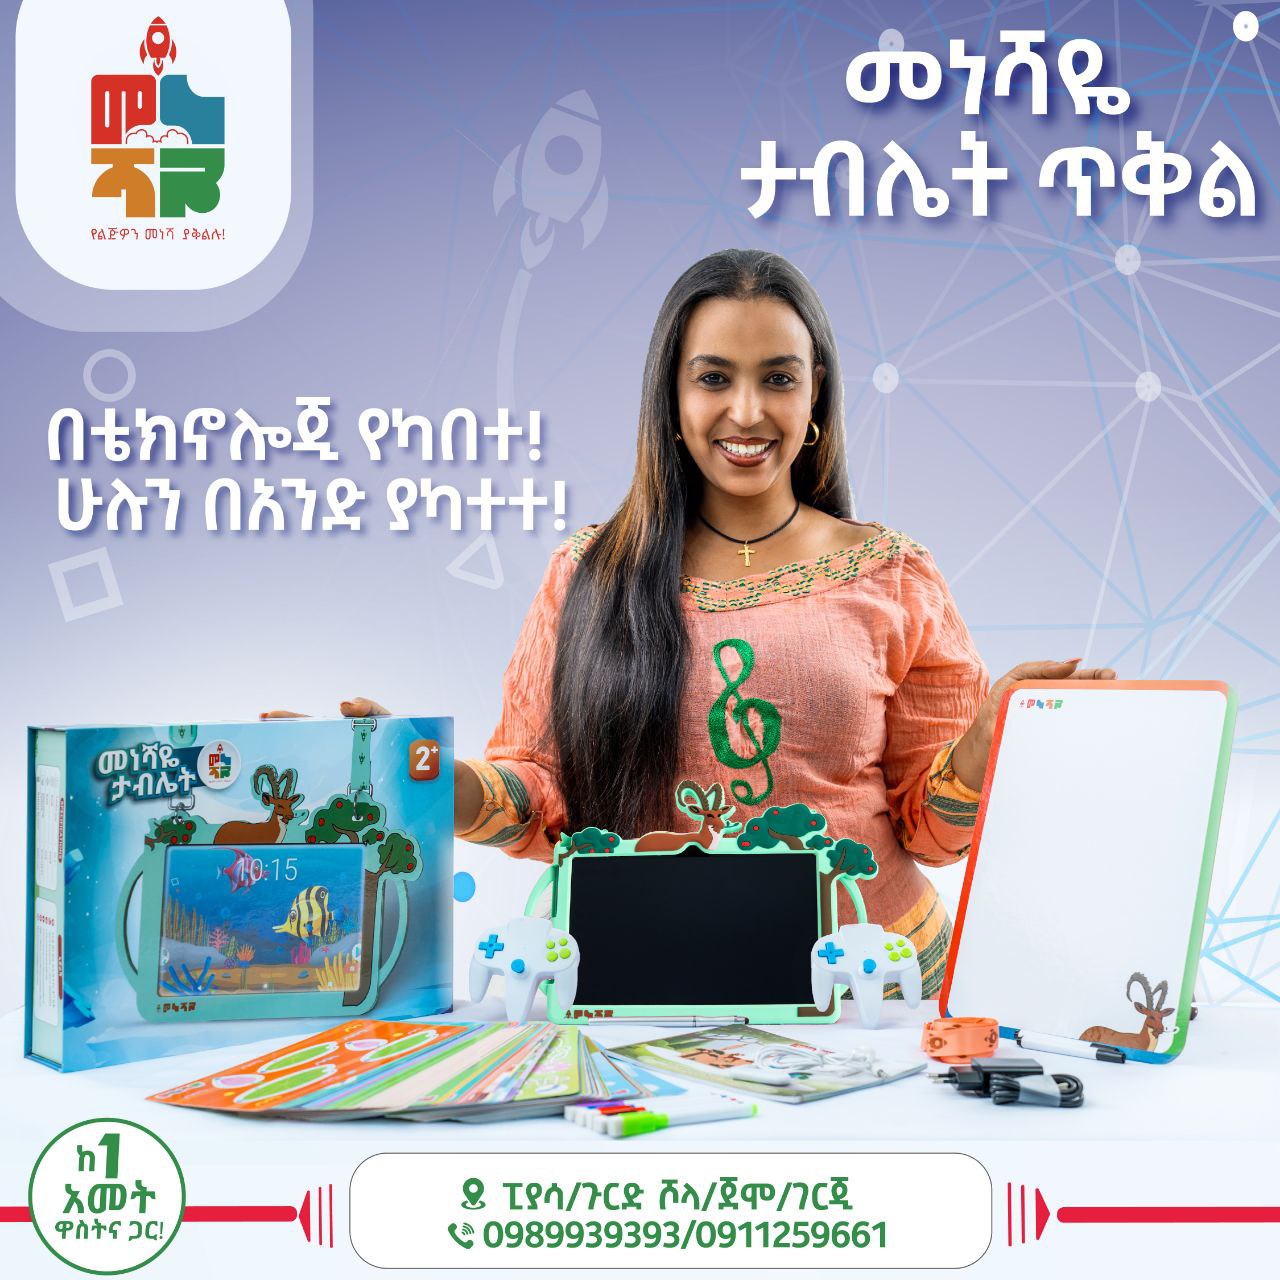 መነሻዬ
የልጅዎን መነሻ ያቅልሉ!
መነሻዬ
ታብሌት ጥቅል
በቴክኖሎጂ የካበተ!
ሁሉን በአንድ ያካተተ!
መነሻዬ
ታብሌት
2+
10:15
ከ1
አመት
ዋስትና ጋር!
ፒያሳ/ጉርድ ሾላ/ጀሞ/ገርጂ
0989939393/0911259661